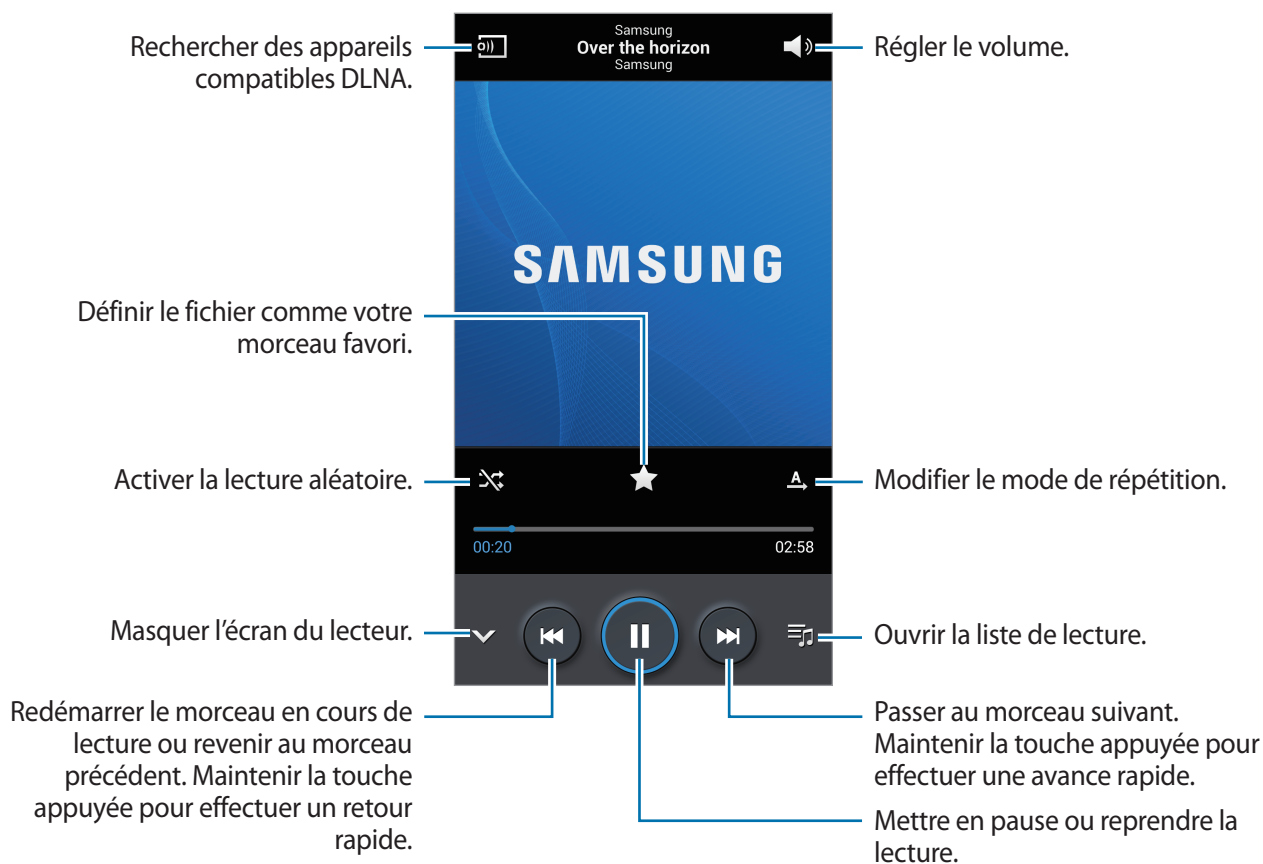 Rechercher des appareils
compatibles DLNA.
Samsung
Over the horizon
Samsung
Régler le volume.
SAMSUNG
Définir le fichier comme votre
morceau favori.
Activer la lecture aléatoire.
A
Modifier le mode de répétition.
00:20
02:58
Masquer l'écran du lecteur.
Ouvrir la liste de lecture.
Redémarrer le morceau en cours de
lecture ou revenir au morceau
précédent. Maintenir la touche
appuyée pour effectuer un retour
rapide.
Passer au morceau suivant.
Maintenir la touche appuyée pour
effectuer une avance rapide.
Mettre en pause ou reprendre la
lecture.